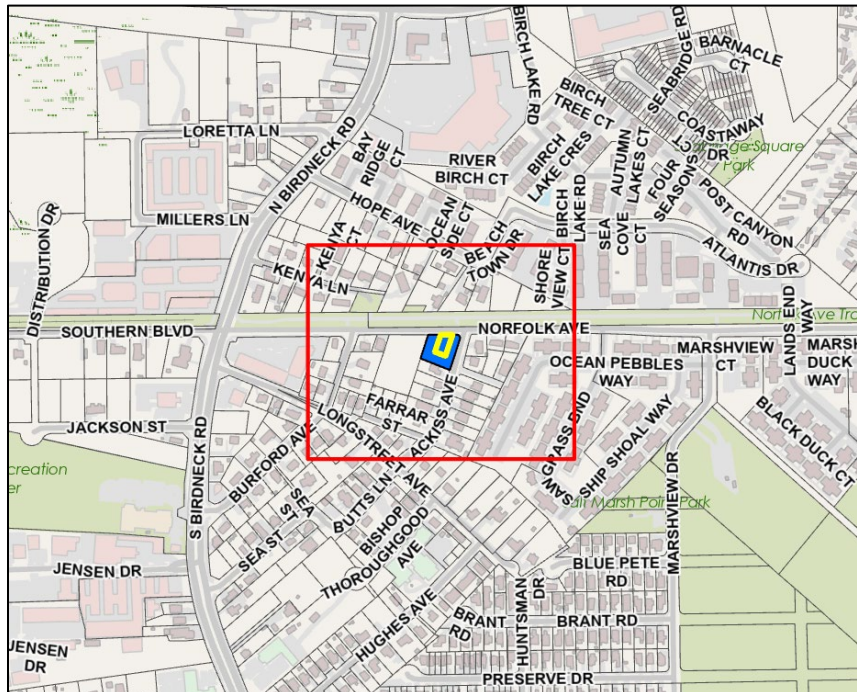 BARNACLE
CT
SEABRIDGE RD
BIRCH LAKE RD
BIRCH
TREE CT
COASTAWAY
DR
Square
Park
LORETTA LN
N BIRDNECK RD
BAY
RIDGE CT
RIVER
BIRCH CT
BIRCH
LAKE CRES
AUTUMN
LAKES CT
FOUR
SEASONS
CT
POST CANYON
RD
MILLERS LN
HOPE AVE
OCEAN
SIDE CT
BEACH
TOWN DR
BIRCH
LAKE RD
SEA
COVE
CT
ATLANTIS DR
DISTRIBUTION DR
KENYA
CT
KENYA LN
SHORE
VIEW CT
LANDS END
WAY
SOUTHERN BLVD
NORFOLK AVE
OCEAN PEBBLES
WAY
MARSHVIEW
CT
MARSH
DUCK
WAY
JACKSON ST
FARRAR
ST
ACKISS AVE
LONGSTREET AVE
SAW GRASS BND
SHIP SHOAL WAY
BLACK DUCK CT
S BIRDNECK RD
BURFORD AVE
SEA
ST
BUTTS LN
Marsh Point Park
MARSHVIEW DR
SEA ST
BISHOP
THOROUGHGOOD
AVE
JENSEN DR
HUGHES AVE
HUNTSMAN
DR
BLUE PETE
RD
BRANT
RD
BRANT RD
JENSEN
DR
PRESERVE DR